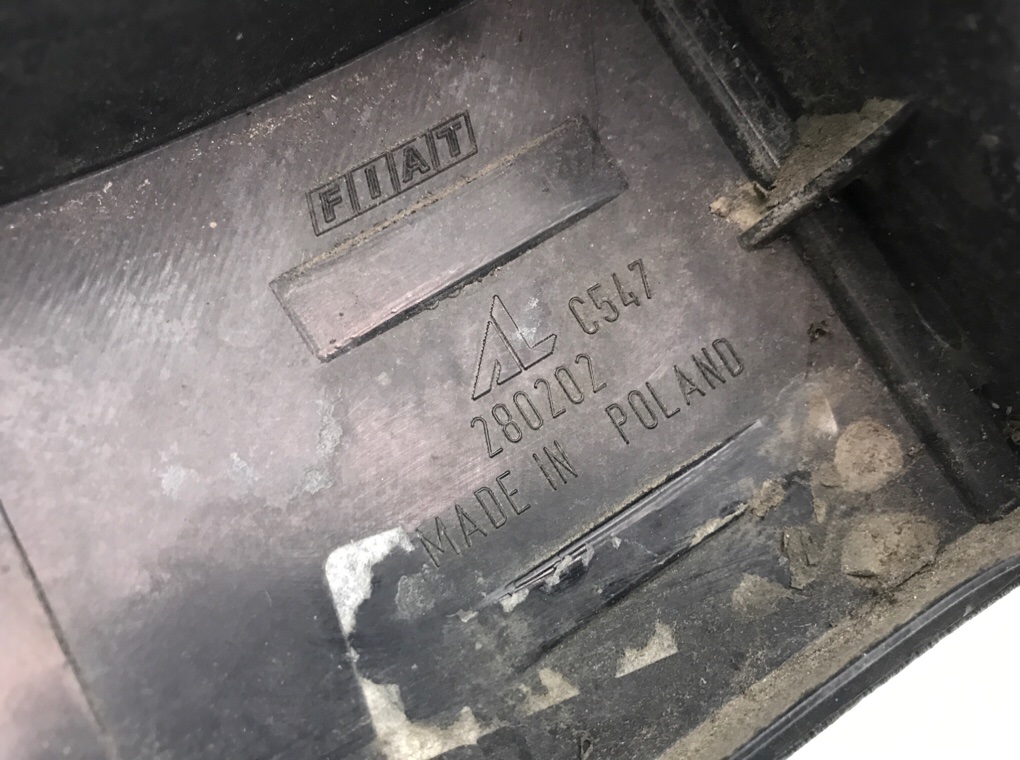 FIAT
C547
280202
MADE IN POLAND